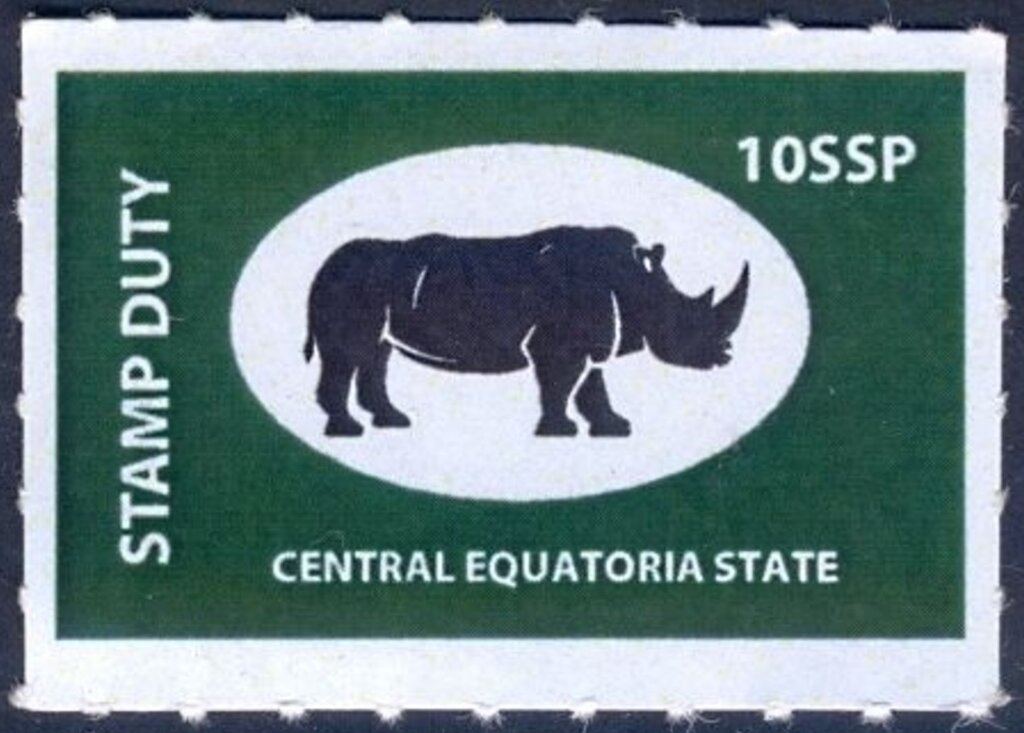 10SSP
STAMP DUTY
CENTRAL EQUATORIA STATE